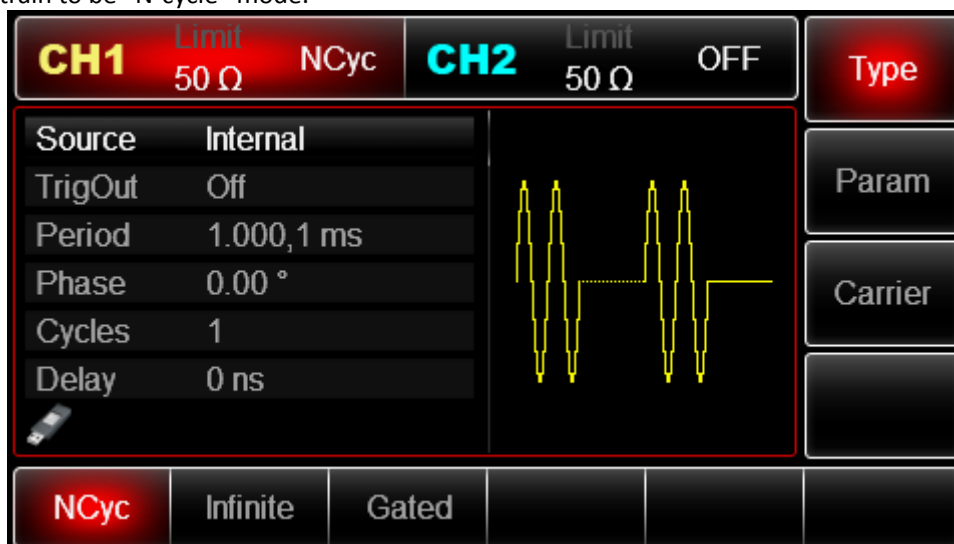 train to be "N-cycle" mode.
CH1 Limit 50 Ω NCyc CH2 Limit 50 Ω OFF
Type
Source Internal
TrigOut Off
Param
Period 1.000,1 ms
Phase 0.00 °
Carrier
Cycles 1
Delay 0 ns
NCyc Infinite Gated